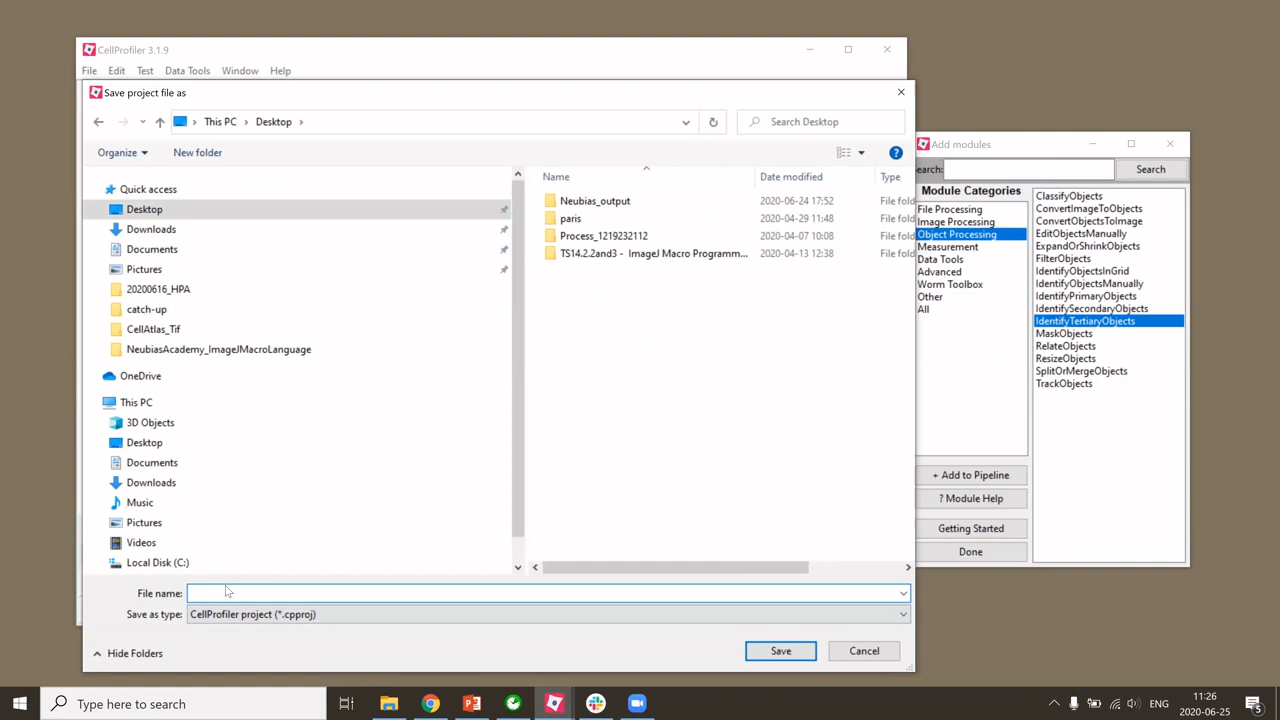 CellProfiler 3.1.9
File Edit Test Data Tools Window Help
Save project file as
This PC Desktop
Search Desktop
Organize New folder
Quick access
Desktop
Downloads
Documents
Pictures
20200616_HPA
catch-up
CellAtlas_Tif
NeubiasAcademy_ImageJMacroLanguage
OneDrive
This PC
3D Objects
Desktop
Documents
Downloads
Music
Pictures
Videos
Local Disk (C:)
Name Date modified Type
Neubias_output 2020-06-24 17:52 File fold
paris 2020-04-29 11:48 File fold
Process_1219232112 2020-04-07 10:08 File fold
TS14.2.2and3 - ImageJ Macro Programm... 2020-04-13 12:38 File fold
File name:
Save as type: CellProfiler project (*.cpproj)
Hide Folders
Save Cancel
Add modules
earch: Search
Module Categories
File Processing
Image Processing
Object Processing
Measurement
Data Tools
Advanced
Worm Toolbox
Other
All
ClassifyObjects
ConvertImageToObjects
ConvertObjectsToImage
EditObjectsManually
ExpandOrShrinkObjects
FilterObjects
IdentifyObjectsInGrid
IdentifyObjectsManually
IdentifyPrimaryObjects
IdentifySecondaryObjects
IdentifyTertiaryObjects
MaskObjects
RelateObjects
ResizeObjects
SplitOrMergeObjects
TrackObjects
+ Add to Pipeline
? Module Help
Getting Started
Done
Type here to search
ENG
11:26
2020-06-25
5